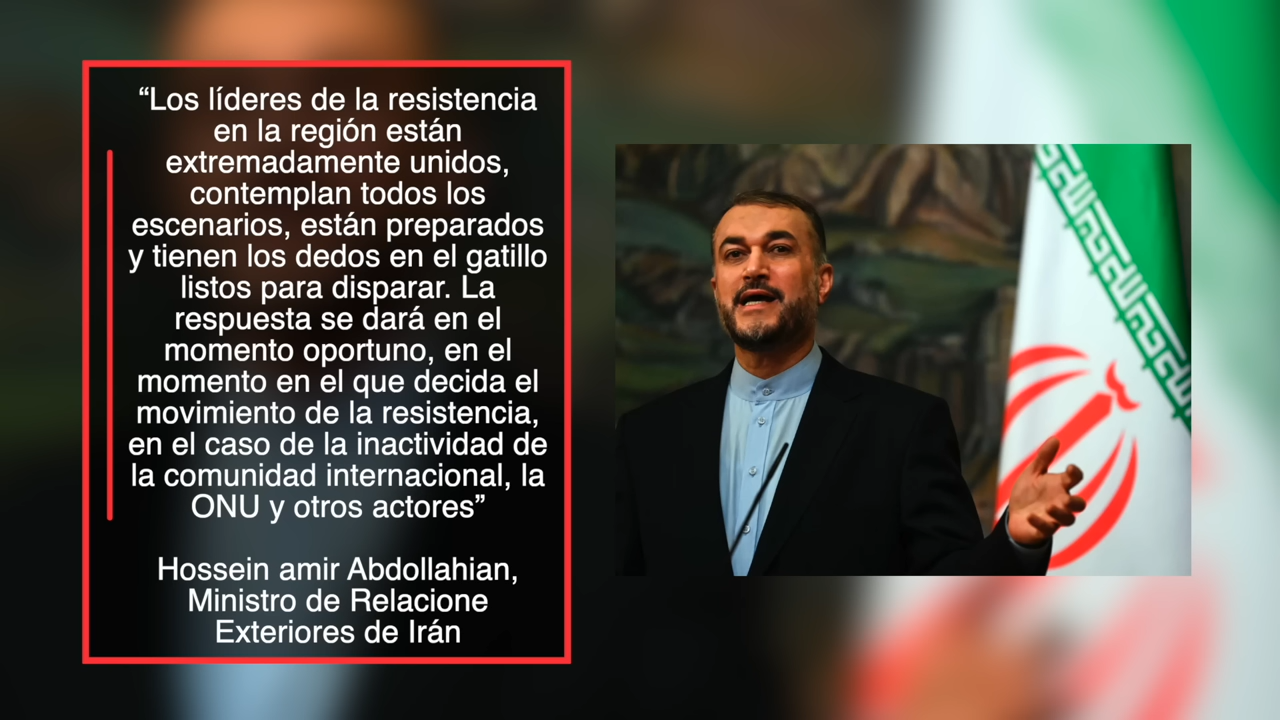 “Los líderes de la resistencia
en la región están
extremadamente unidos,
contemplan todos los
escenarios, están preparados
y tienen los dedos en el gatillo
listos para disparar. La
respuesta se dará en el
momento oportuno, en el
momento en el que decida el
movimiento de la resistencia,
en el caso de la inactividad de
la comunidad internacional, la
ONU y otros actores”
Hossein amir Abdollahian,
Ministro de Relacione
Exteriores de Irán